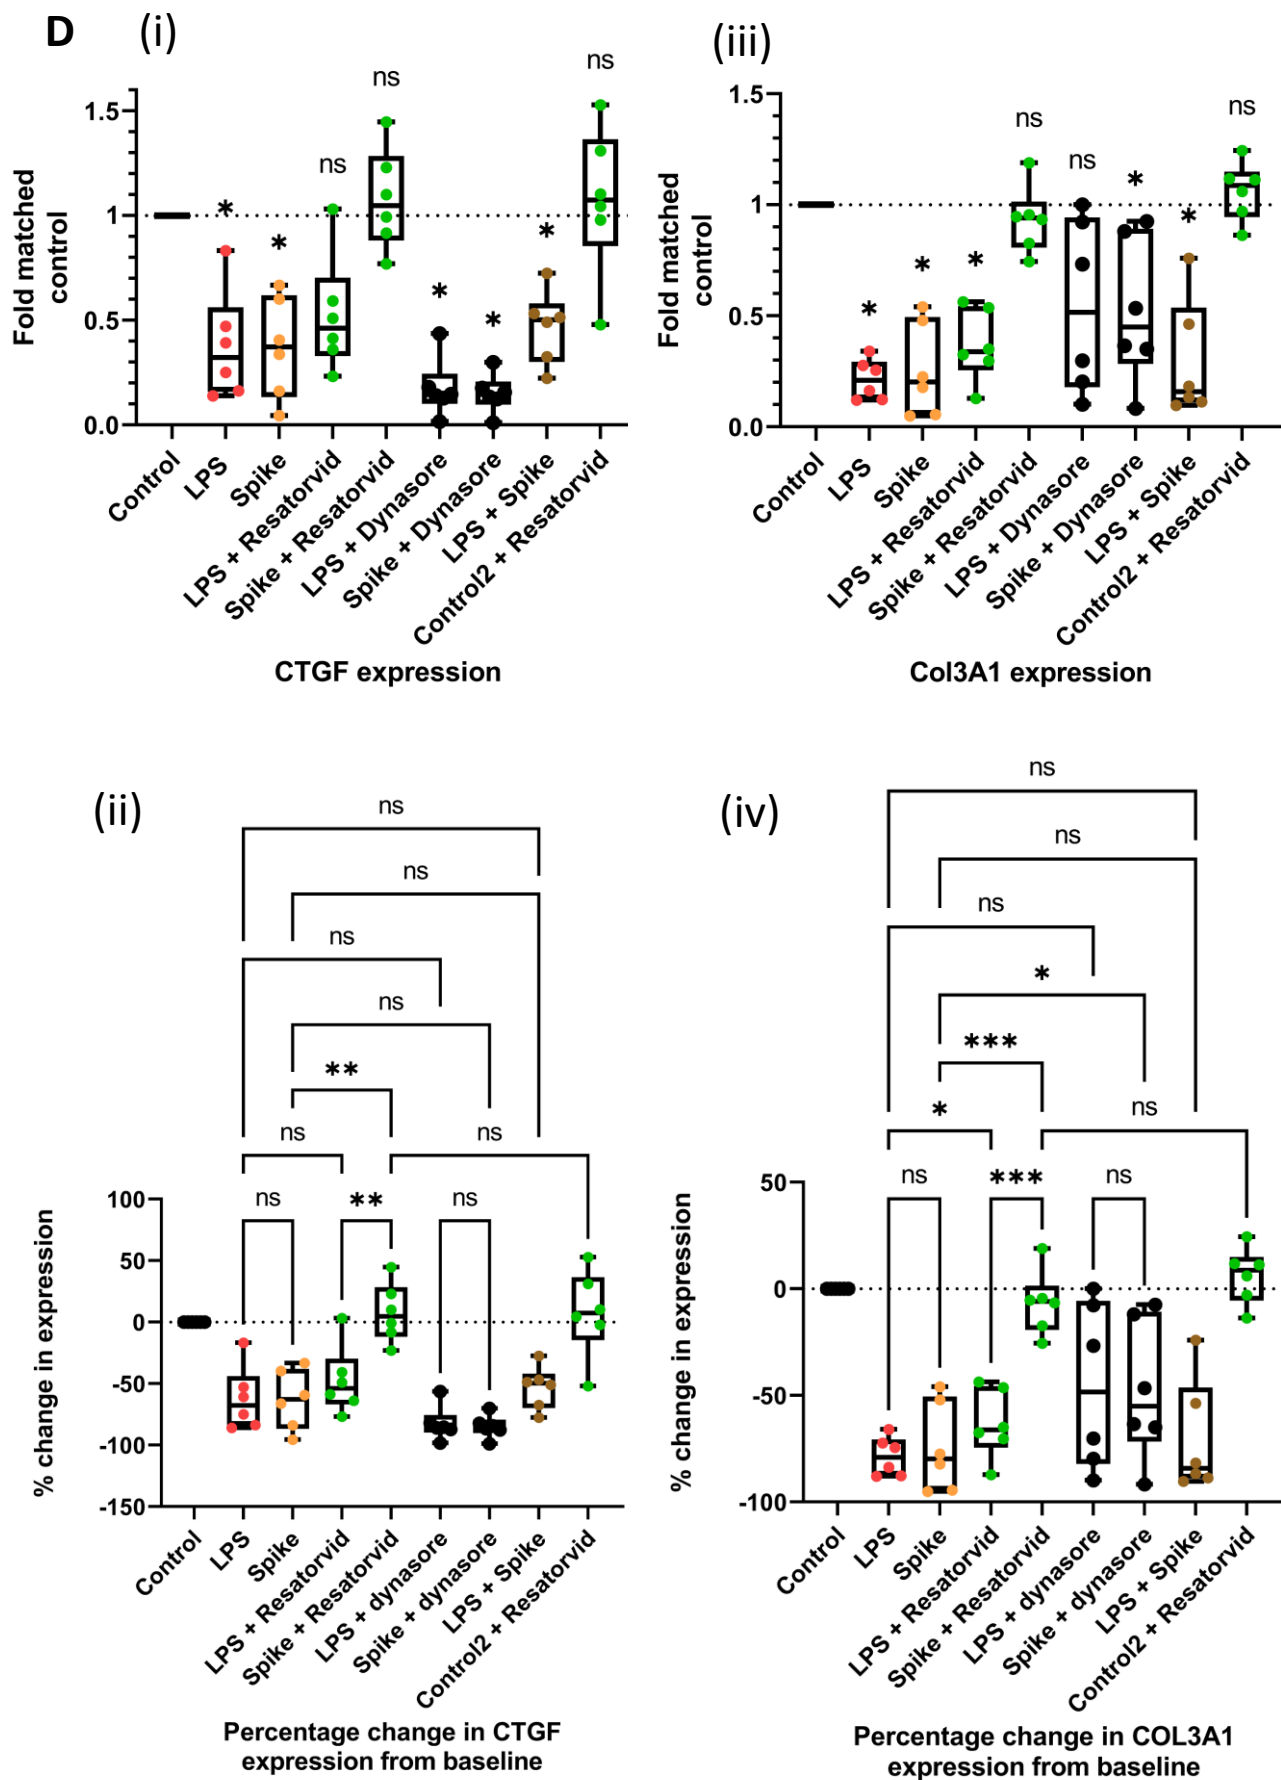 D (i)
ns
ns
ns
*
*
*
*
*
1.5
1
0.5
0.0
Fold matched
control
Control
LPS
Spike
LPS + Resatorvid
Spike + Resatorvid
LPS + Dynasore
Spike + Dynasore
LPS + Spike
Control2 + Resatorvid
CTGF expression
(iii)
ns
ns
ns
*
*
*
*
*
1.5
1.0
0.5
0.0
Fold matched
control
Control
LPS
Spike
LPS + Resatorvid
Spike + Resatorvid
LPS + Dynasore
Spike + Dynasore
LPS + Spike
Control2 + Resatorvid
Col3A1 expression
(ii)
ns
ns
ns
ns
**
ns ns
ns ** ns
100
50
0
-50
-100
-150
% change in expression
Control
LPS
Spike
LPS + Resatorvid
Spike + Resatorvid
LPS + dynasore
Spike + dynasore
LPS + Spike
Control2 + Resatorvid
Percentage change in CTGF
expression from baseline
(iv)
ns
ns
ns
*
***
* ns
ns *** ns
50
0
-50
-100
% change in expression
Control
LPS
Spike
LPS + Resatorvid
Spike + Resatorvid
LPS + dynasore
Spike + dynasore
LPS + Spike
Control2 + Resatorvid
Percentage change in COL3A1
expression from baseline